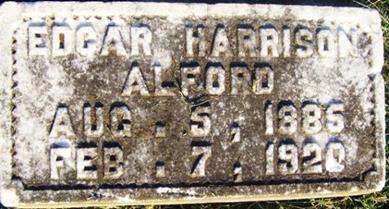 EDGAR HARRISON
ALFORD
AUG. 5, 1885
FEB. 7, 1920